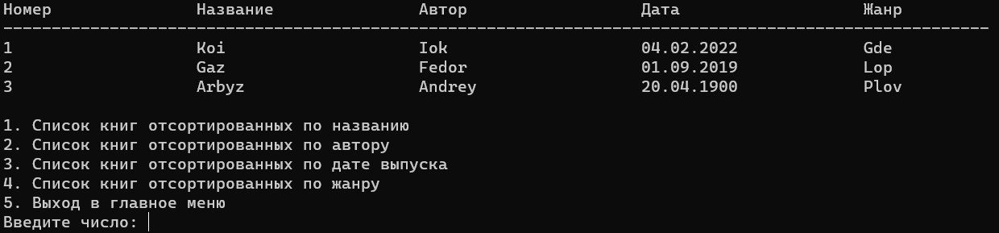 Номер Название Автор Дата Жанр
------------------------------------------------------------------------------------------------------
1 Koi Iok 04.02.2022 Gde
2 Gaz Fedor 01.09.2019 Lop
3 Arbyz Andrey 20.04.1900 Plov
1. Список книг отсортированных по названию
2. Список книг отсортированных по автору
3. Список книг отсортированных по дате выпуска
4. Список книг отсортированных по жанру
5. Выход в главное меню
Введите число: